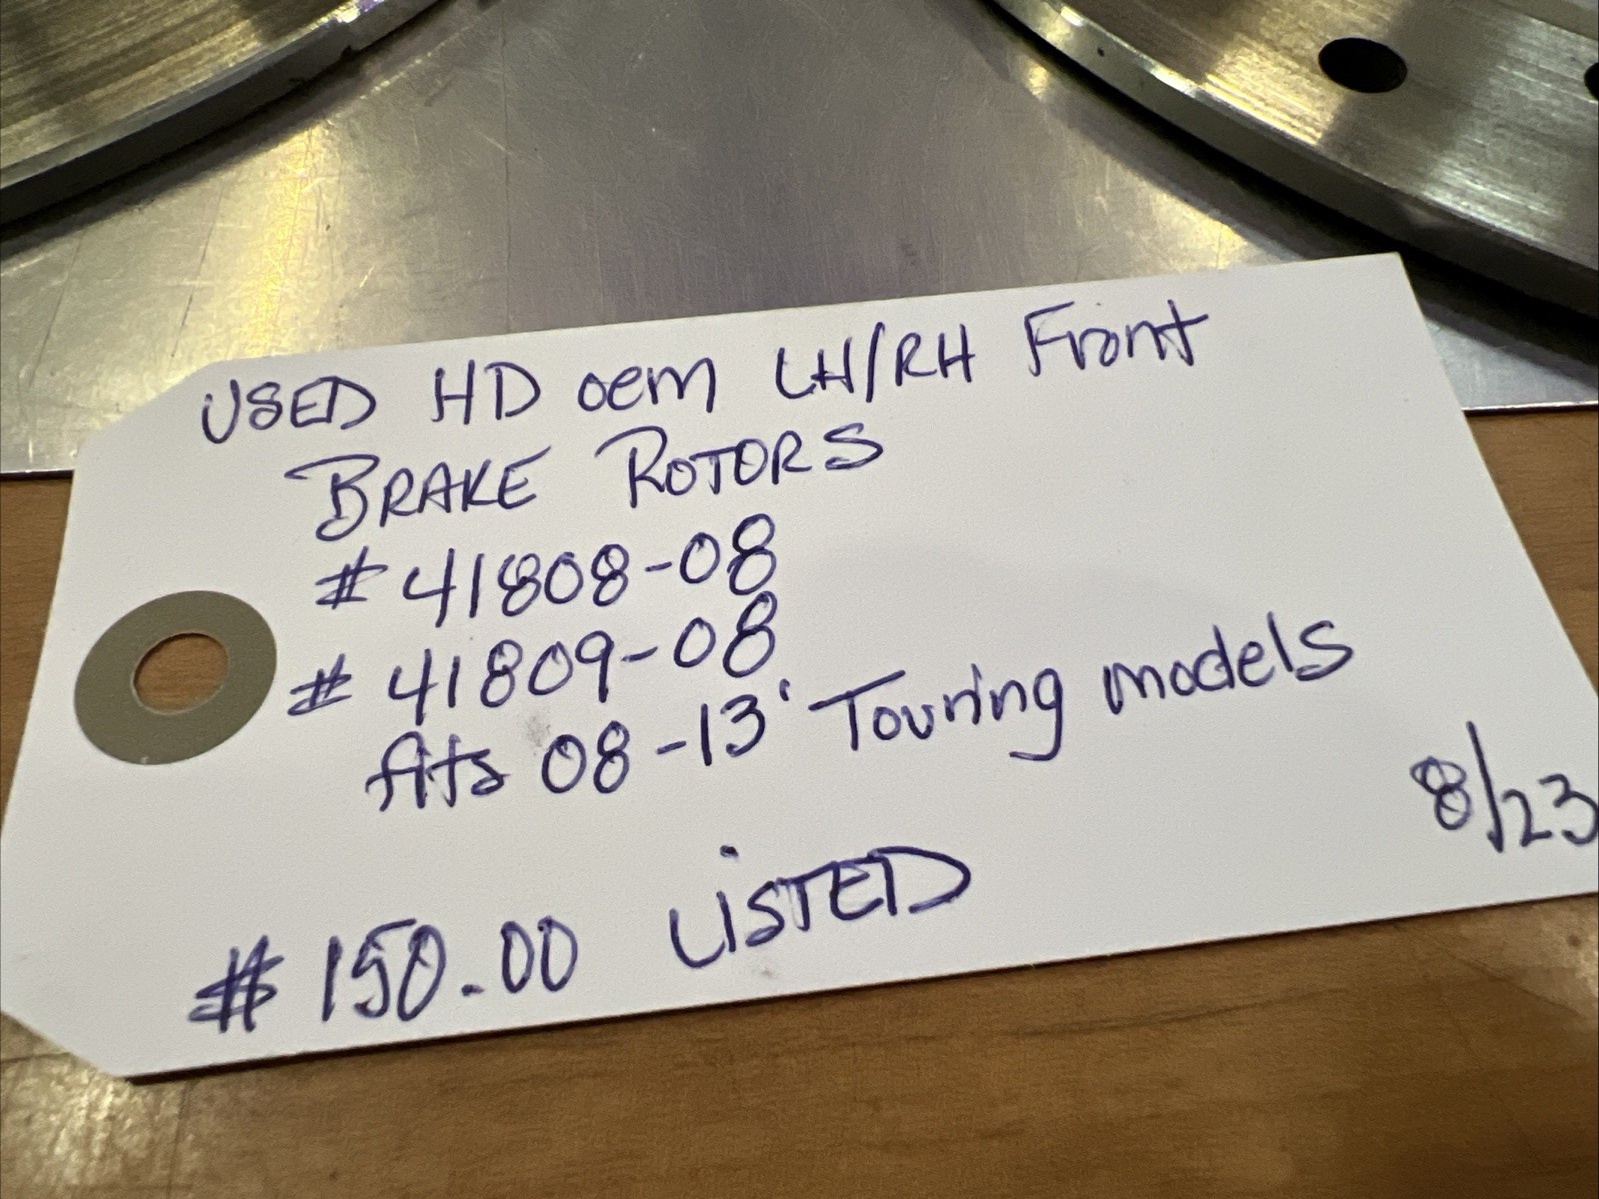 USED HD oem LH/RH Front
BRAKE ROTORS
# 41808-08
# 41809-08
fits 08-13' Touring models
8/23
# 150.00 LiSTED